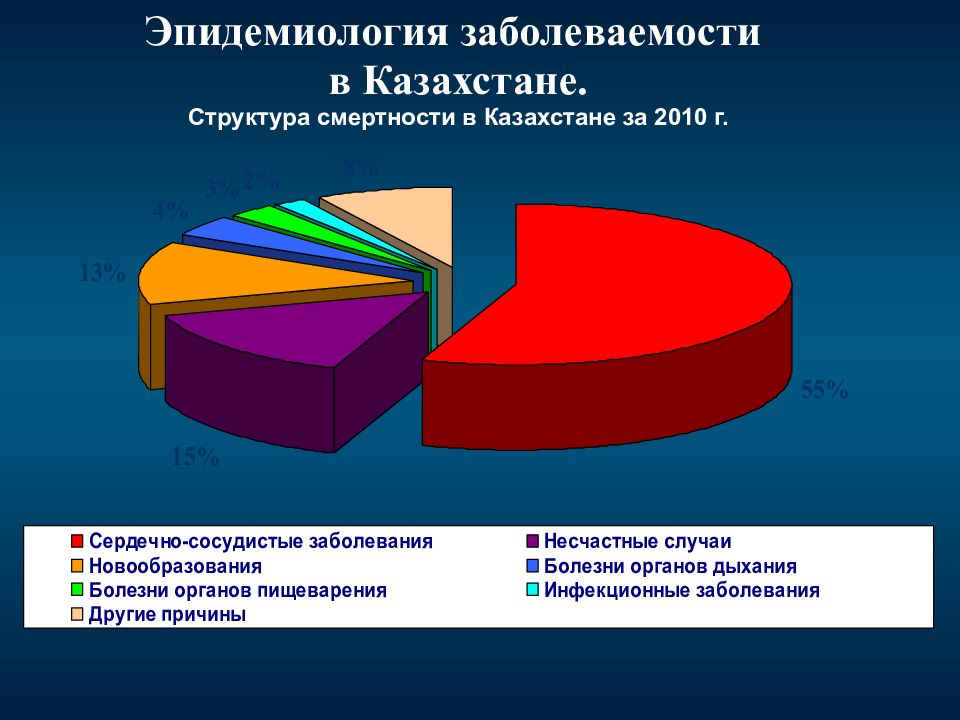 Эпидемиология заболеваемости
в Казахстане.
Структура смертности в Казахстане за 2010 г.
8%
3% 2%
4%
13%
55%
15%
Сердечно-сосудистые заболевания Несчастные случаи
Новообразования Болезни органов дыхания
Болезни органов пищеварения Инфекционные заболевания
Другие причины